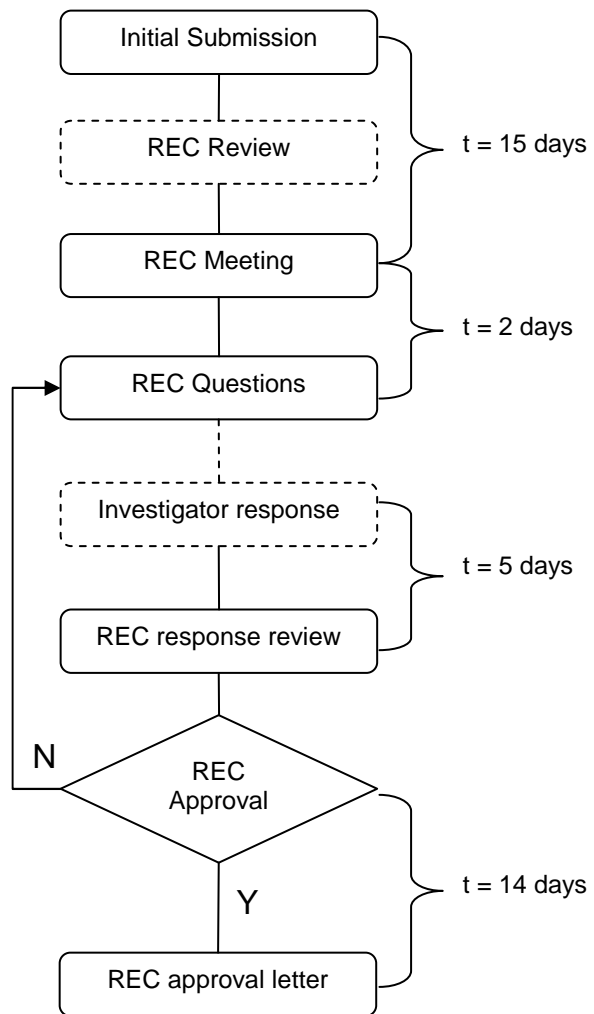 Initial Submission
REC Review
t = 15 days
REC Meeting
t = 2 days
REC Questions
Investigator response
t = 5 days
REC response review
N
REC
Approval
t = 14 days
Y
REC approval letter